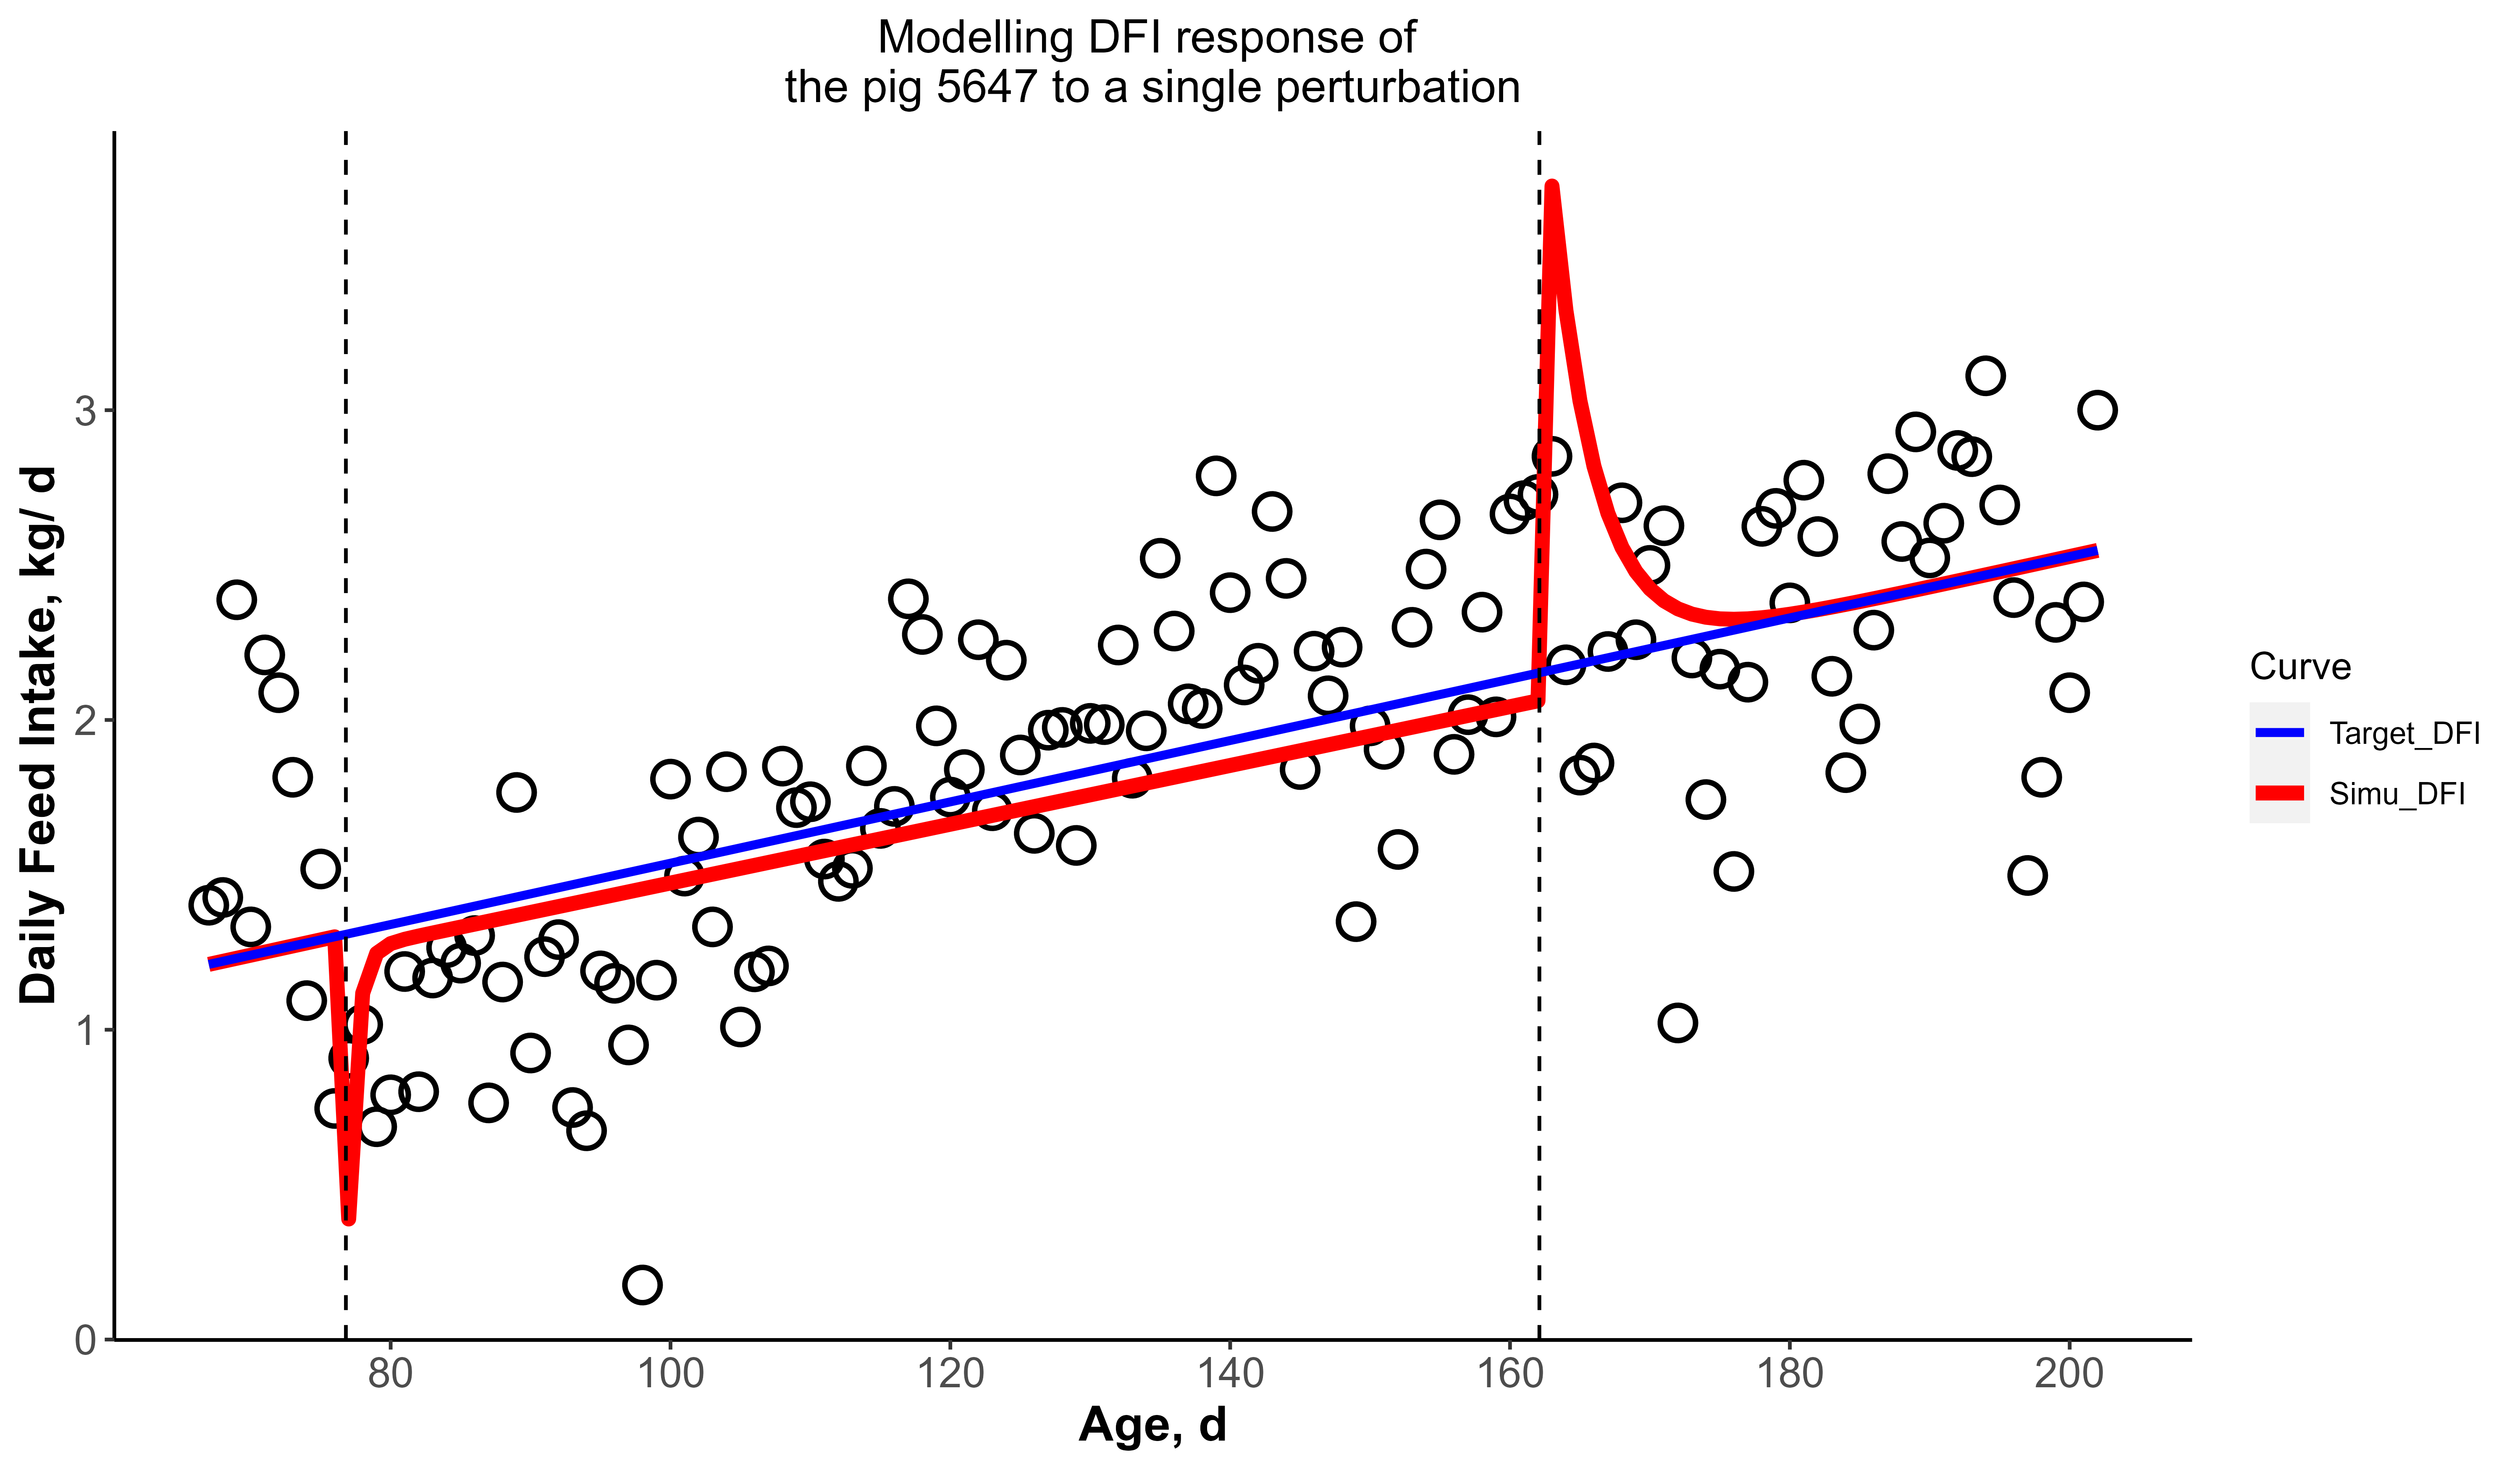 Modelling DFI response of
the pig 5647 to a single perturbation
Daily Feed Intake, kg/ d
3
2
1
0
80 100 120 140 160 180 200
Age, d
Curve
Target_DFI
Simu_DFI